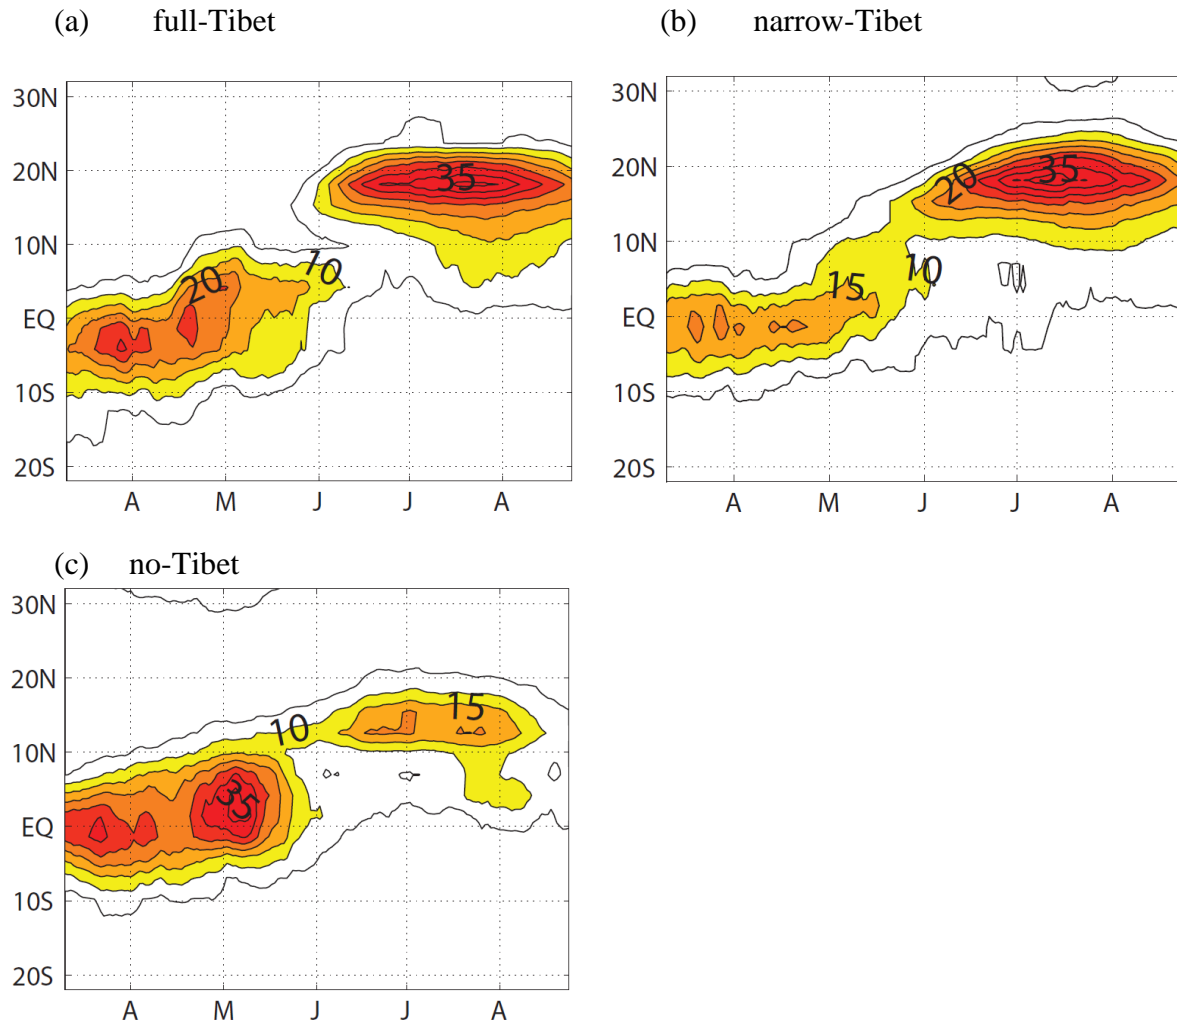 (a) full-Tibet
30N
20N
10N
EQ
10S
20S
35
20
10
A M J J A
(b) narrow-Tibet
30N
20N
10N
EQ
10S
20S
35
20
10
15
A M J J A
(c) no-Tibet
30N
20N
10N
EQ
10S
20S
15
10
35
A M J J A